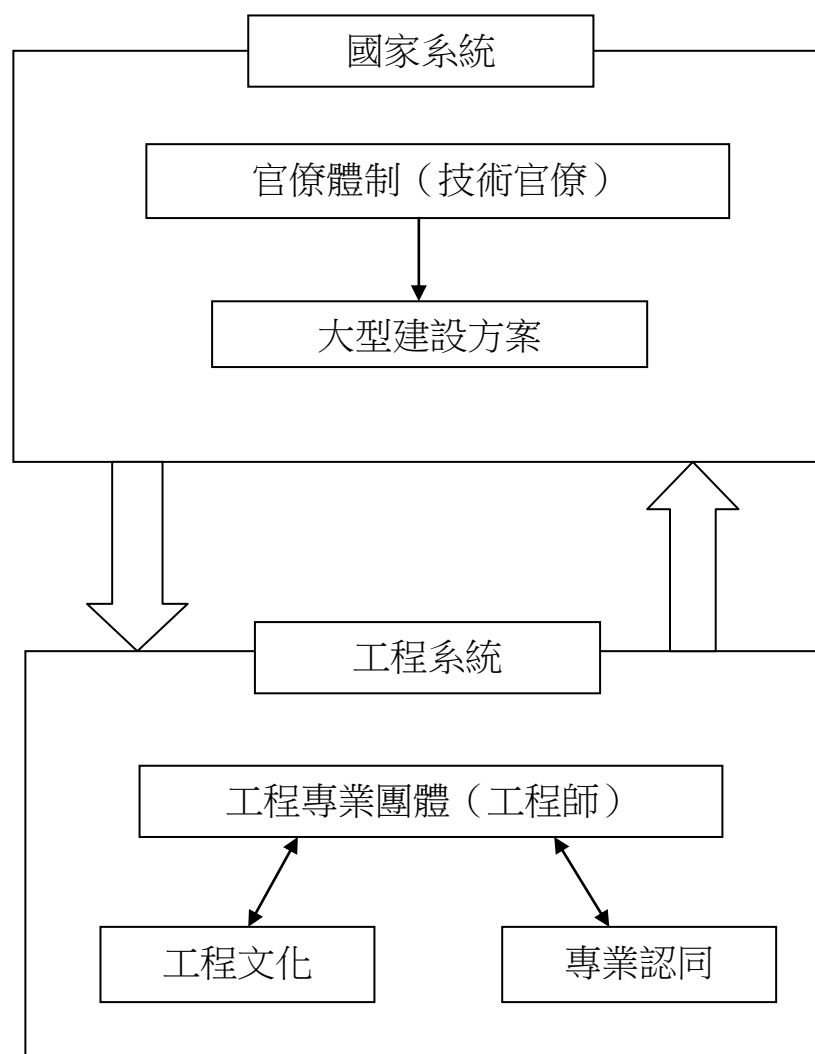 國家系統
官僚體制（技術官僚）
大型建設方案
工程系統
工程專業團體（工程師）
工程文化
專業認同